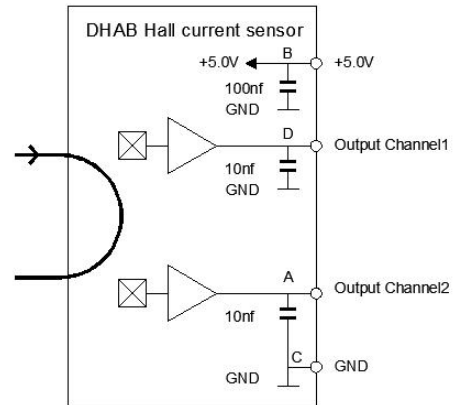 DHAB Hall current sensor
B
+5.0V
+5.0V
100nf
GND
D
Output Channel1
10nf
GND
A
Output Channel2
10nf
C
GND
GND